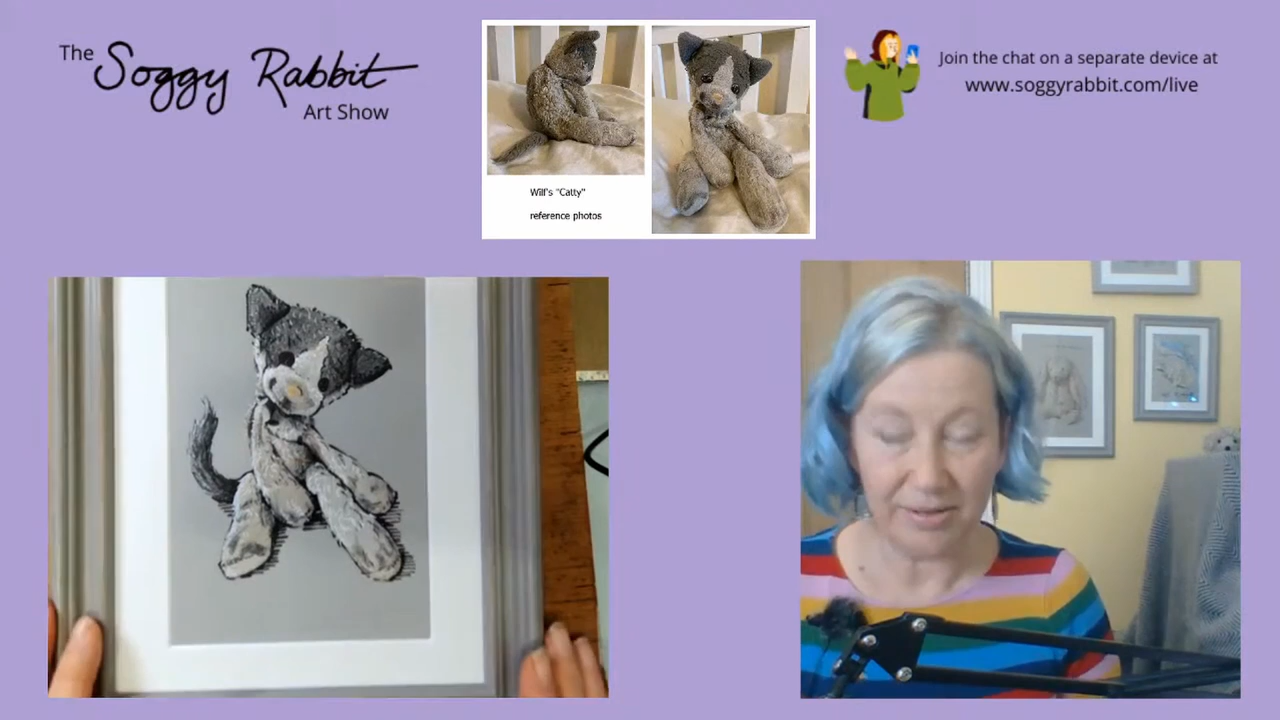 The Soggy Rabbit
Art Show
Wilf's "Catty"
reference photos
Join the chat on a separate device at
www.soggyrabbit.com/live